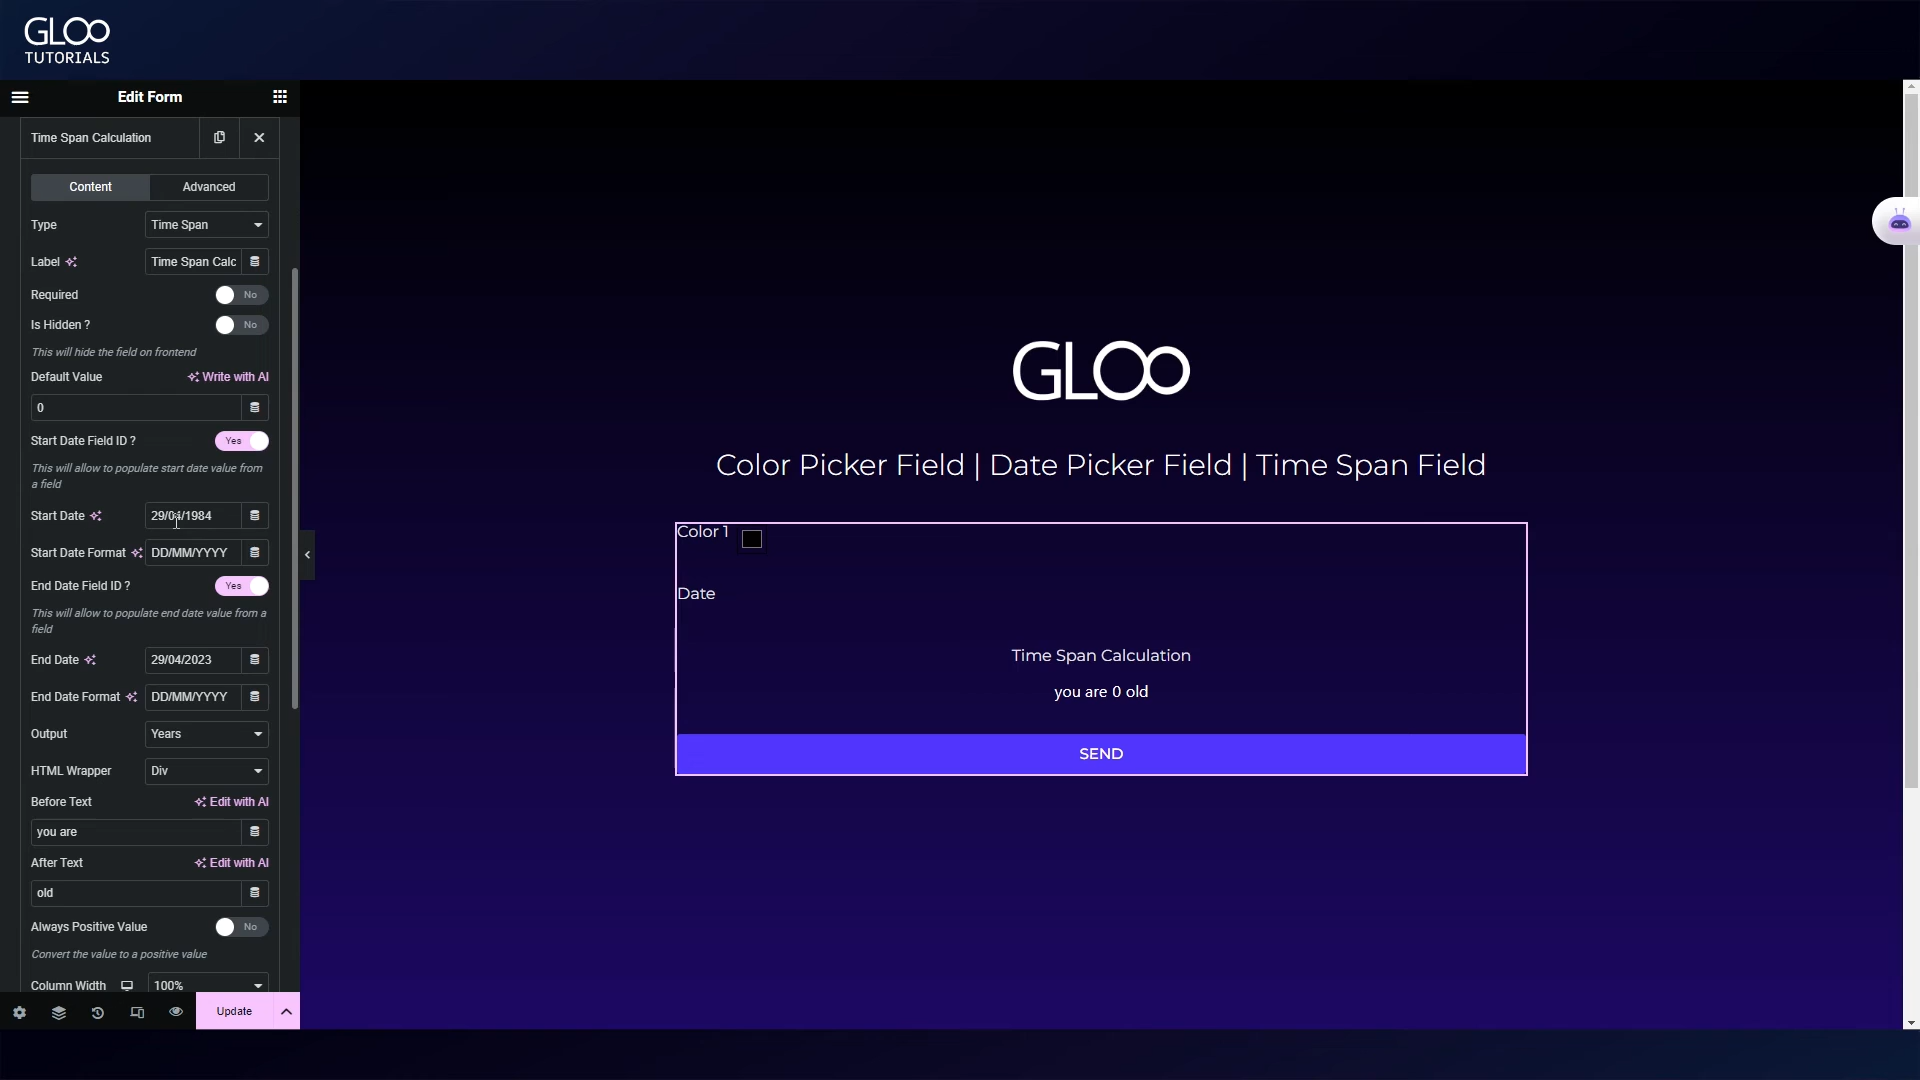 GLOO
TUTORIALS
Edit Form
Time Span Calculation
Content
Advanced
Type
Time Span
Label
Time Span Calc
Required
No
Is Hidden ?
No
This will hide the field on frontend
Default Value
Write with AI
0
Start Date Field ID ?
Yes
This will allow to populate start date value from
a field
Start Date
29/04/1984
Start Date Format
DD/MM/YYYY
End Date Field ID ?
Yes
This will allow to populate end date value from a
field
End Date
29/04/2023
End Date Format
DD/MM/YYYY
Output
Years
HTML Wrapper
Div
Before Text
Edit with AI
you are
After Text
Edit with AI
old
Always Positive Value
No
Convert the value to a positive value
Column Width
100%
Update
GLOO
Color Picker Field | Date Picker Field | Time Span Field
Color 1
Date
Time Span Calculation
you are 0 old
SEND